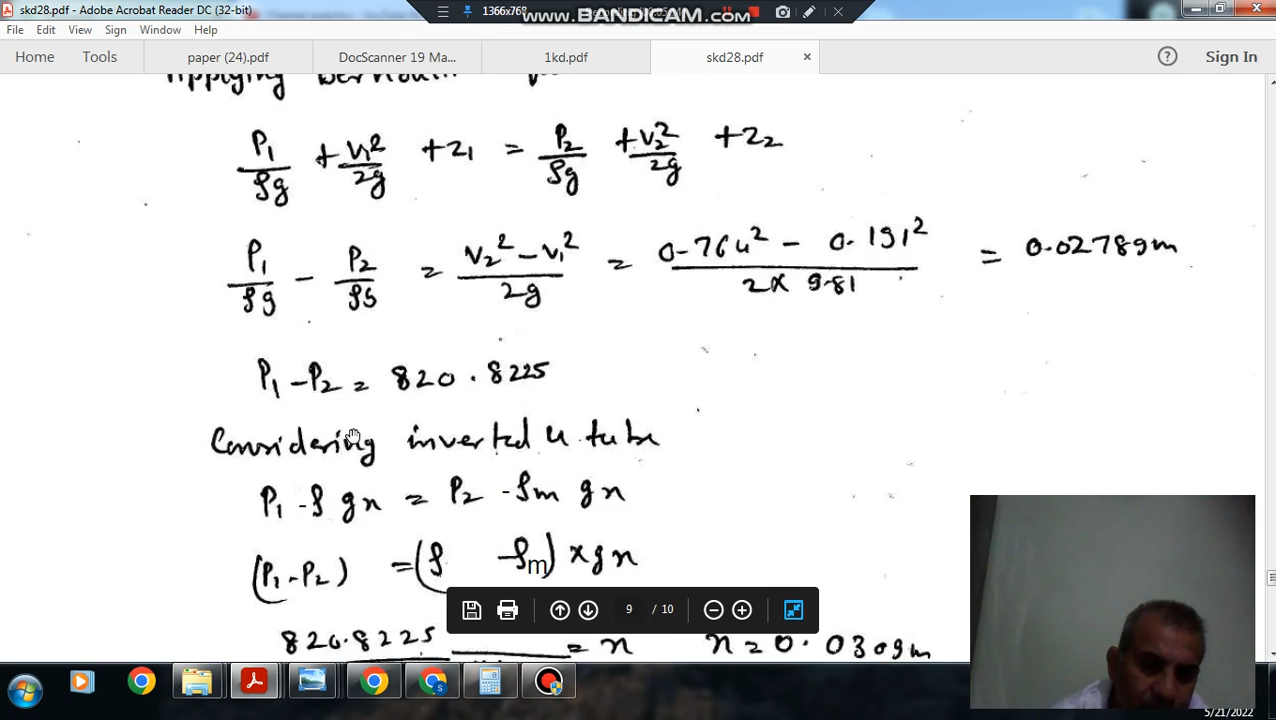 skd28.pdf - Adobe Acrobat Reader DC (32-bit)
1366x768
www.BANDICAM.com
File Edit View Sign Window Help
Home Tools paper (24).pdf DocScanner 19 Ma... 1kd.pdf skd28.pdf × Sign In
Applying
P₁/ρg + V₁²/2g + Z₁ = P₂/ρg + V₂²/2g + Z₂
P₁/ρg - P₂/ρg = V₂² - V₁²/2g = 0.764² - 0.191²/2 x 9.81 = 0.02789m
P₁ - P₂ = 820.8225
Considering inverted u tube
P₁ - ρ gx = P₂ - ρm gx
(P₁ - P₂) = (ρ - ρm) x gx
9 / 10
820.8225 = x x = 0.0309m
5/21/2022